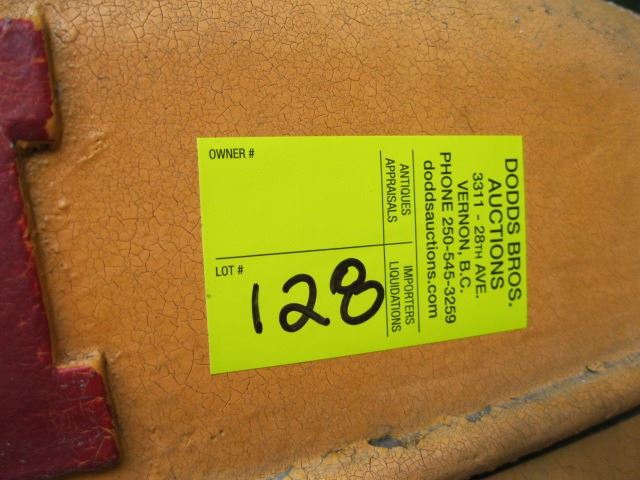 DODDS BROS.
AUCTIONS
3311 - 28TH AVE.
VERNON, B.C.
PHONE 250-545-3259
doddsauctions.com
ANTIQUES
APPRAISALS
IMPORTERS
LIQUIDATIONS
OWNER #
LOT #
128